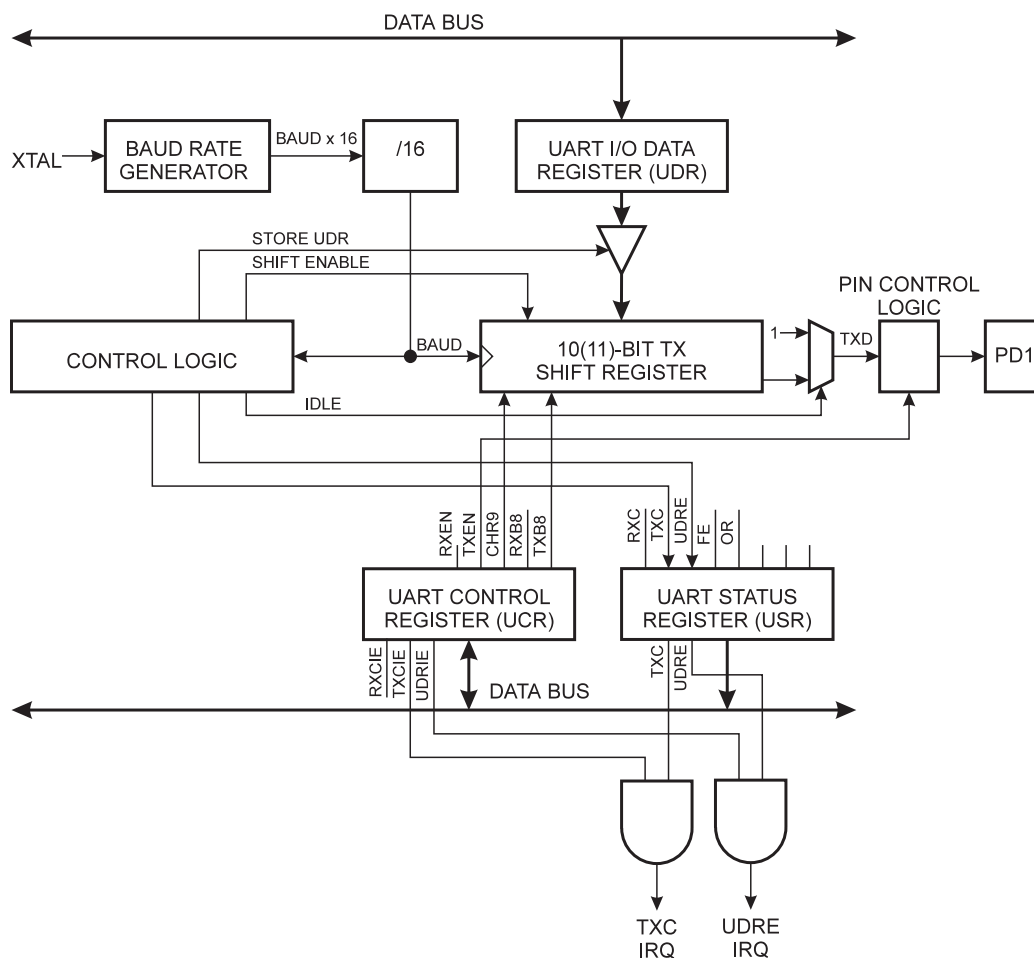 DATA BUS
XTAL
BAUD RATE
GENERATOR
BAUD x 16
/16
UART I/O DATA
REGISTER (UDR)
STORE UDR
SHIFT ENABLE
PIN CONTROL
LOGIC
CONTROL LOGIC
BAUD
10(11)-BIT TX
SHIFT REGISTER
1
TXD
PD1
IDLE
RXEN
TXEN
CHR9
RXB8
TXB8
RXC
TXC
UDRE
FE
OR
UART CONTROL
REGISTER (UCR)
UART STATUS
REGISTER (USR)
RXCIE
TXCIE
UDRIE
TXC
UDRE
DATA BUS
TXC
IRQ
UDRE
IRQ